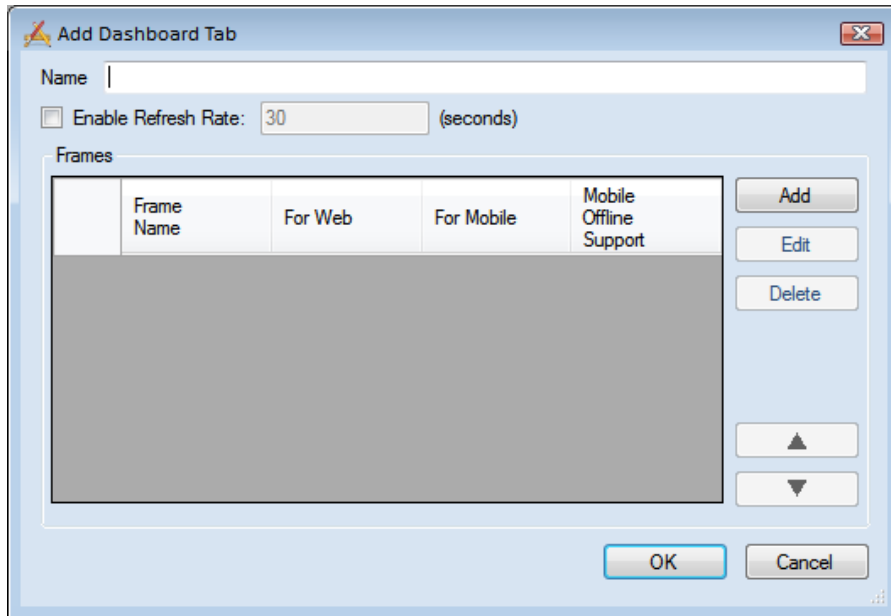 Add Dashboard Tab
Name
Enable Refresh Rate: 30 (seconds)
Frames
Frame Name
For Web
For Mobile
Mobile Offline Support
Add
Edit
Delete
OK
Cancel